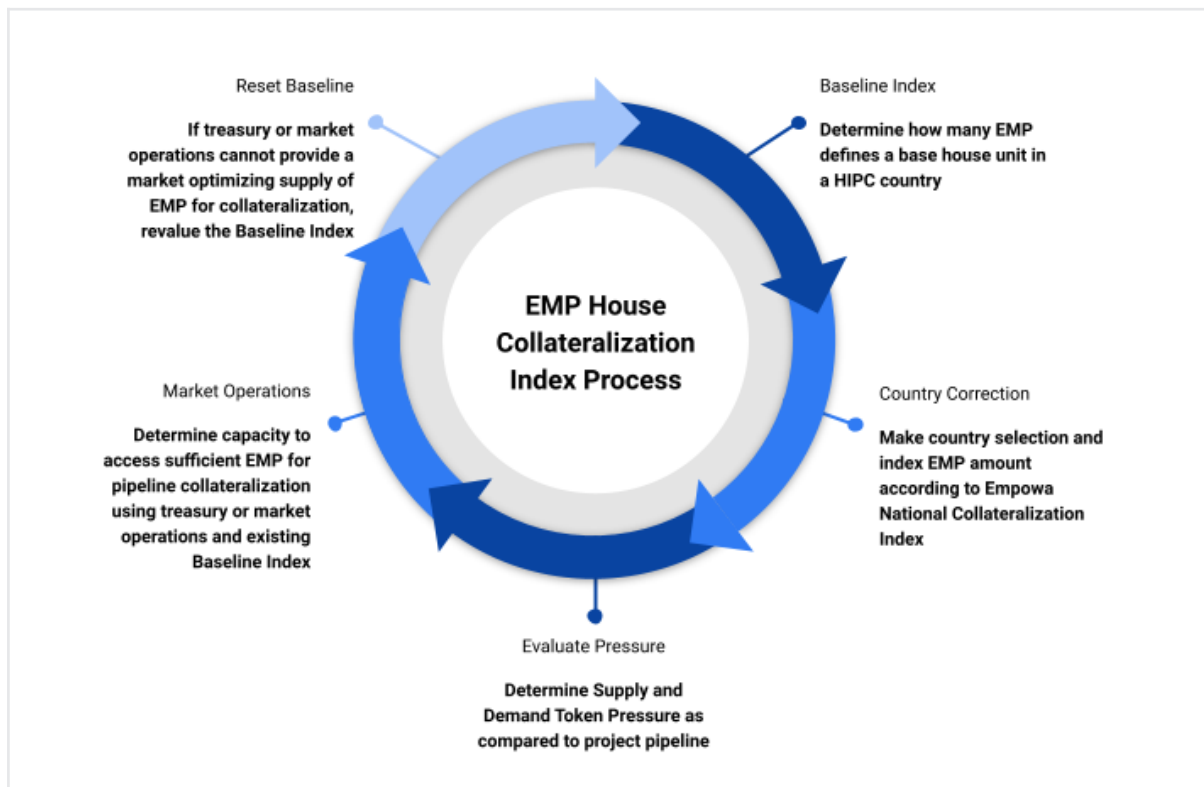 EMP House
Collateralization
Index Process
Baseline Index
Determine how many EMP
defines a base house unit in
a HIPC country
Country Correction
Make country selection and
index EMP amount
according to Empowa
National Collateralization
Index
Evaluate Pressure
Determine Supply and
Demand Token Pressure as
compared to project pipeline
Market Operations
Determine capacity to
access sufficient EMP for
pipeline collateralization
using treasury or market
operations and existing
Baseline Index
Reset Baseline
If treasury or market
operations cannot provide a
market optimizing supply of
EMP for collateralization,
revalue the Baseline Index